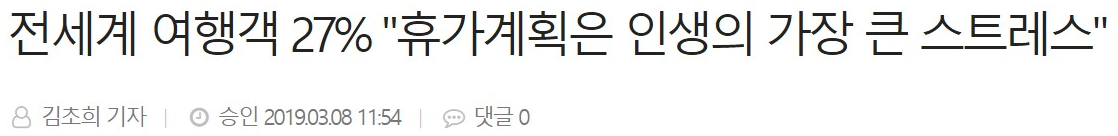 전세계 여행객 27% "휴가계획은 인생의 가장 큰 스트레스"
김초희 기자 | 승인 2019.03.08 11:54 | 댓글 0